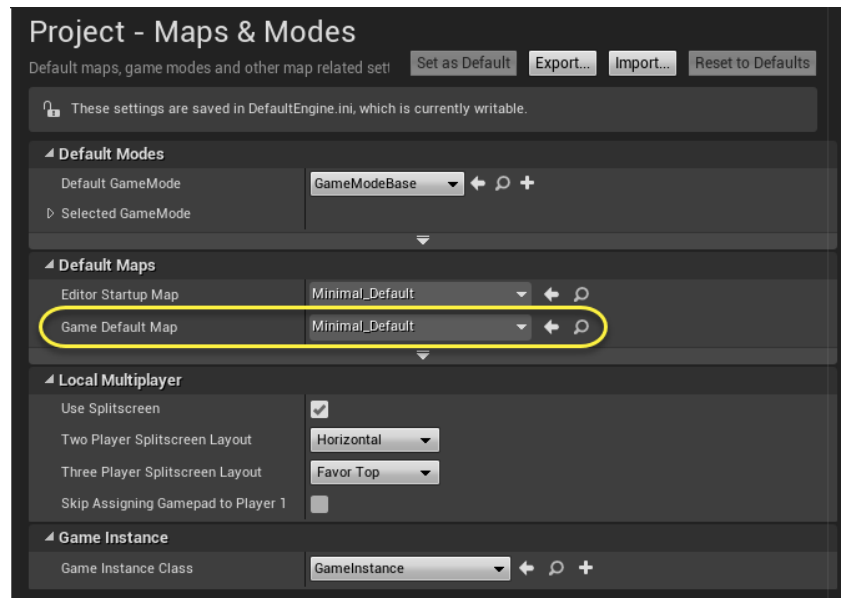 Project - Maps & Modes
Default maps, game modes and other map related sett
Set as Default Export... Import... Reset to Defaults
These settings are saved in DefaultEngine.ini, which is currently writable.
Default Modes
Default GameMode GameModeBase
Selected GameMode
Default Maps
Editor Startup Map Minimal_Default
Game Default Map Minimal_Default
Local Multiplayer
Use Splitscreen
Two Player Splitscreen Layout Horizontal
Three Player Splitscreen Layout Favor Top
Skip Assigning Gamepad to Player 1
Game Instance
Game Instance Class GameInstance